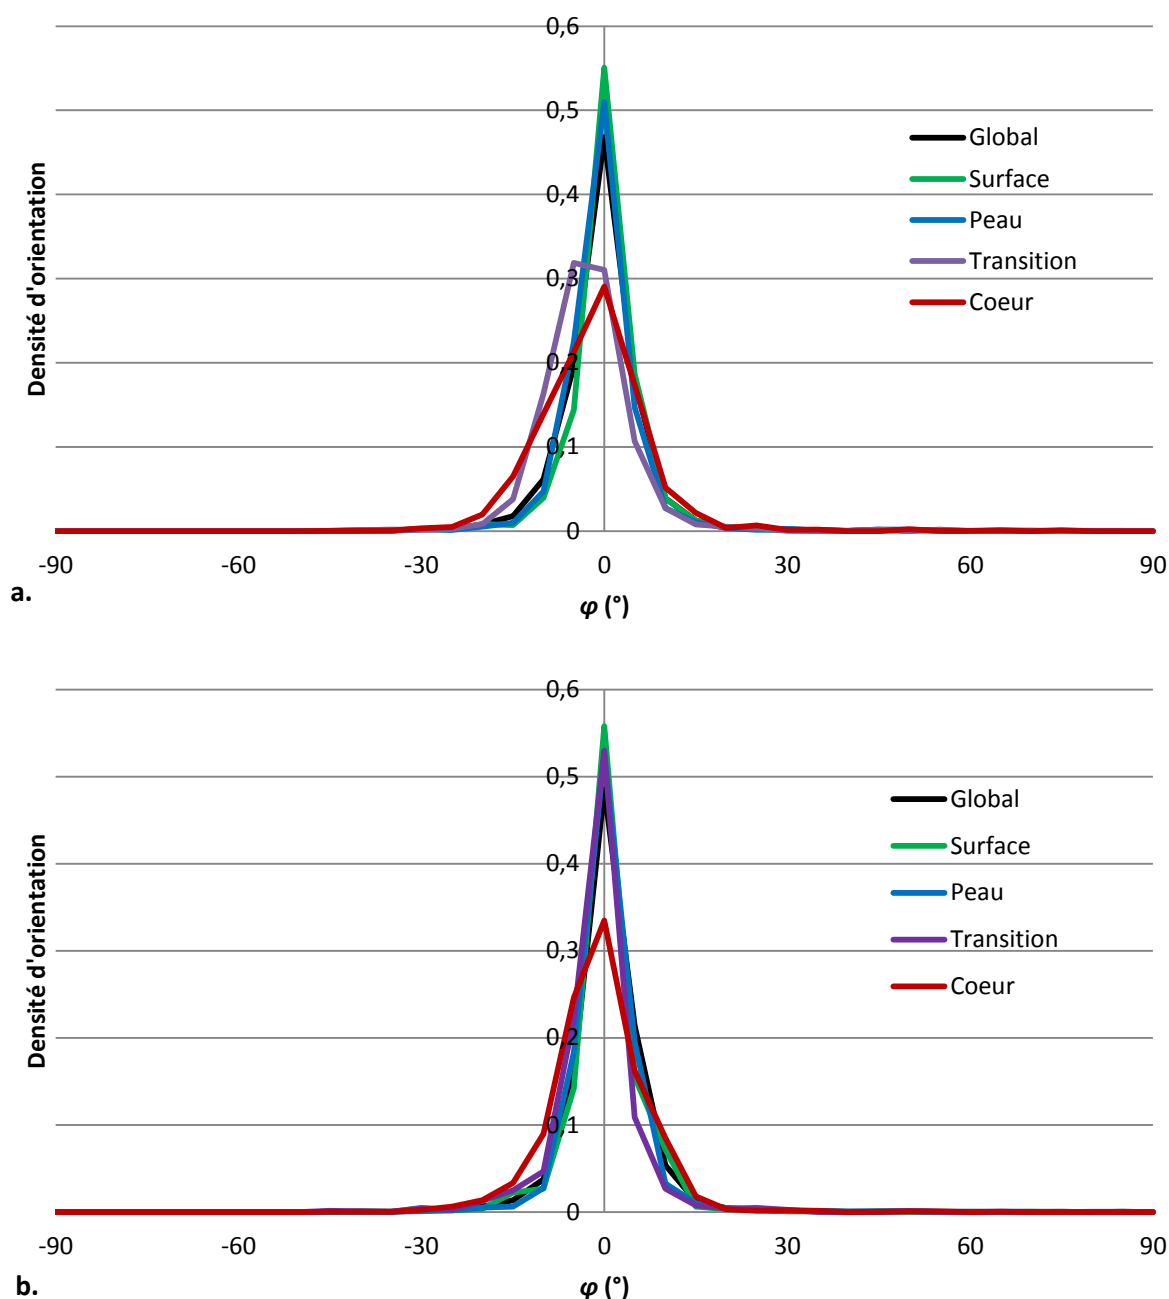 0,6
0,5
0,4
0,3
0,2
0,1
0
Densité d'orientation
Global
Surface
Peau
Transition
Coeur
-90 -60 -30 0 30 60 90
a.
φ (°)
0,6
0,5
0,4
0,3
0,2
0,1
0
Densité d'orientation
Global
Surface
Peau
Transition
Coeur
-90 -60 -30 0 30 60 90
b.
φ (°)